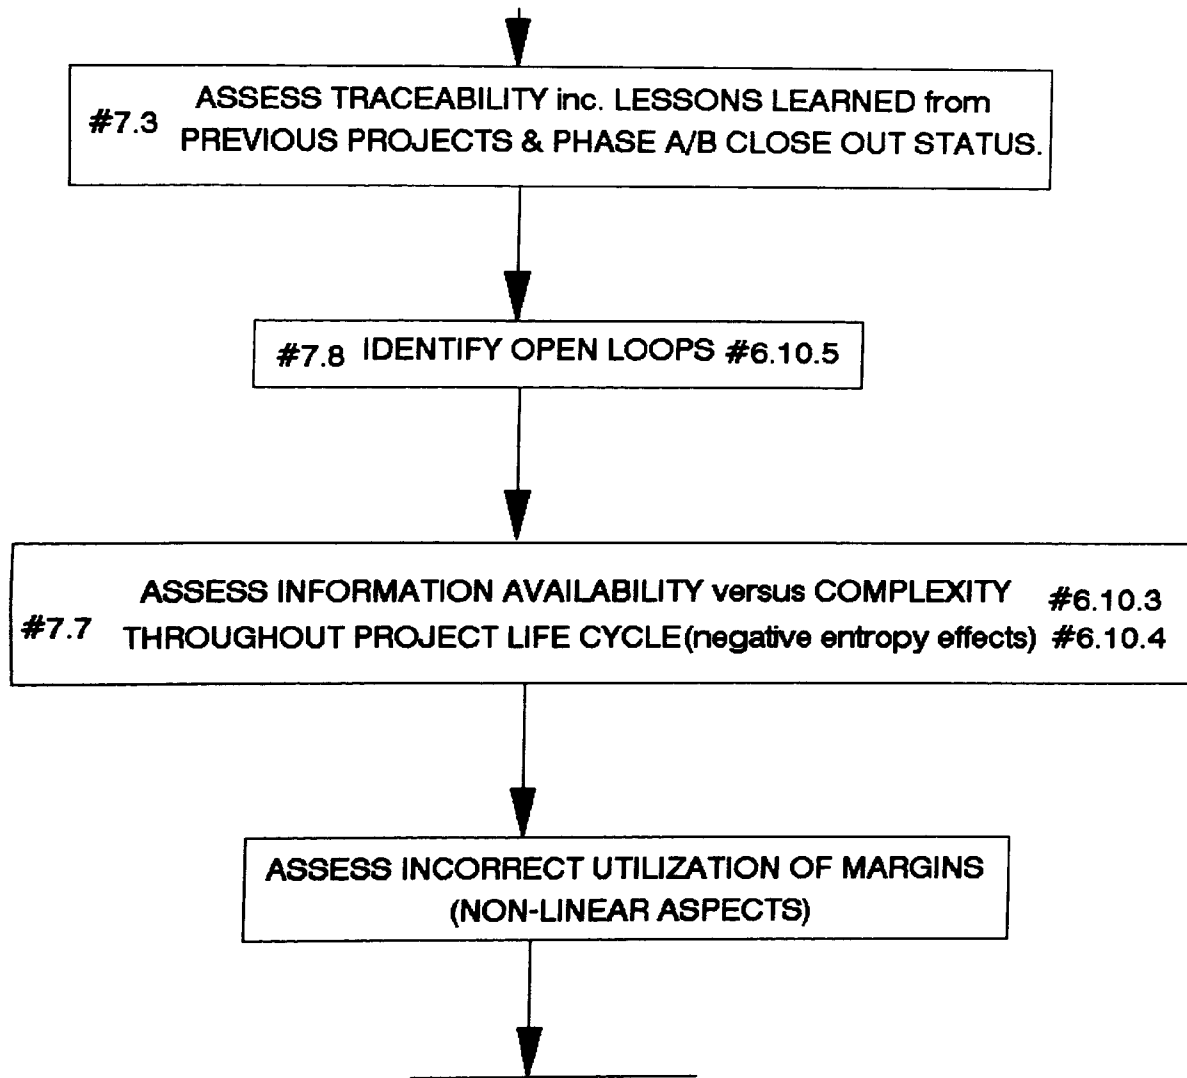 ASSESS TRACEABILITY inc. LESSONS LEARNED from
#7.3
PREVIOUS PROJECTS & PHASE A/B CLOSE OUT STATUS.
#7.8 IDENTIFY OPEN LOOPS #6.10.5
ASSESS INFORMATION AVAILABILITY versus COMPLEXITY #6.10.3
#7.7 THROUGHOUT PROJECT LIFE CYCLE(negative entropy effects) #6.10.4
ASSESS INCORRECT UTILIZATION OF MARGINS
(NON-LINEAR ASPECTS)